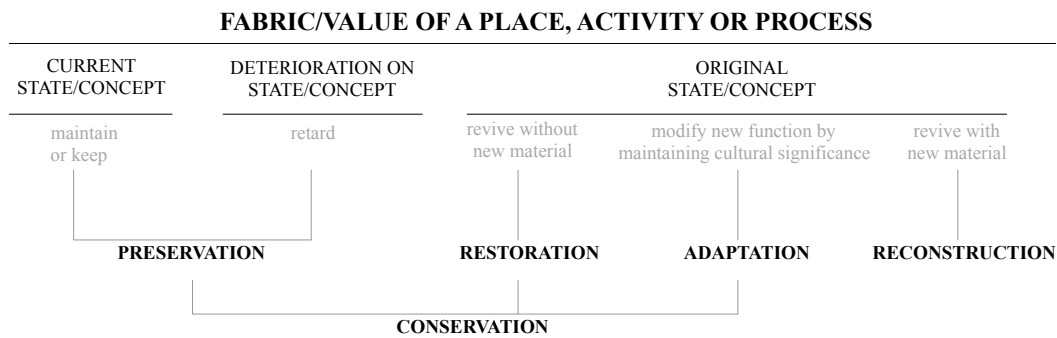 FABRIC/VALUE OF A PLACE, ACTIVITY OR PROCESS
CURRENT
STATE/CONCEPT
DETERIORATION ON
STATE/CONCEPT
ORIGINAL
STATE/CONCEPT
maintain
or keep
retard
revive without
new material
modify new function by
maintaining cultural significance
revive with
new material
PRESERVATION
RESTORATION
ADAPTATION
RECONSTRUCTION
CONSERVATION